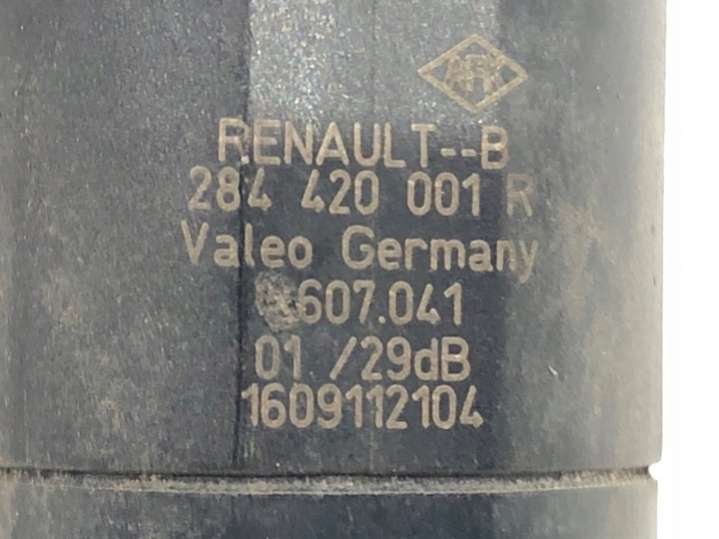 RENAULT--B
284 420 001 R
Valeo Germany
607.041
01 /29dB
1609112104